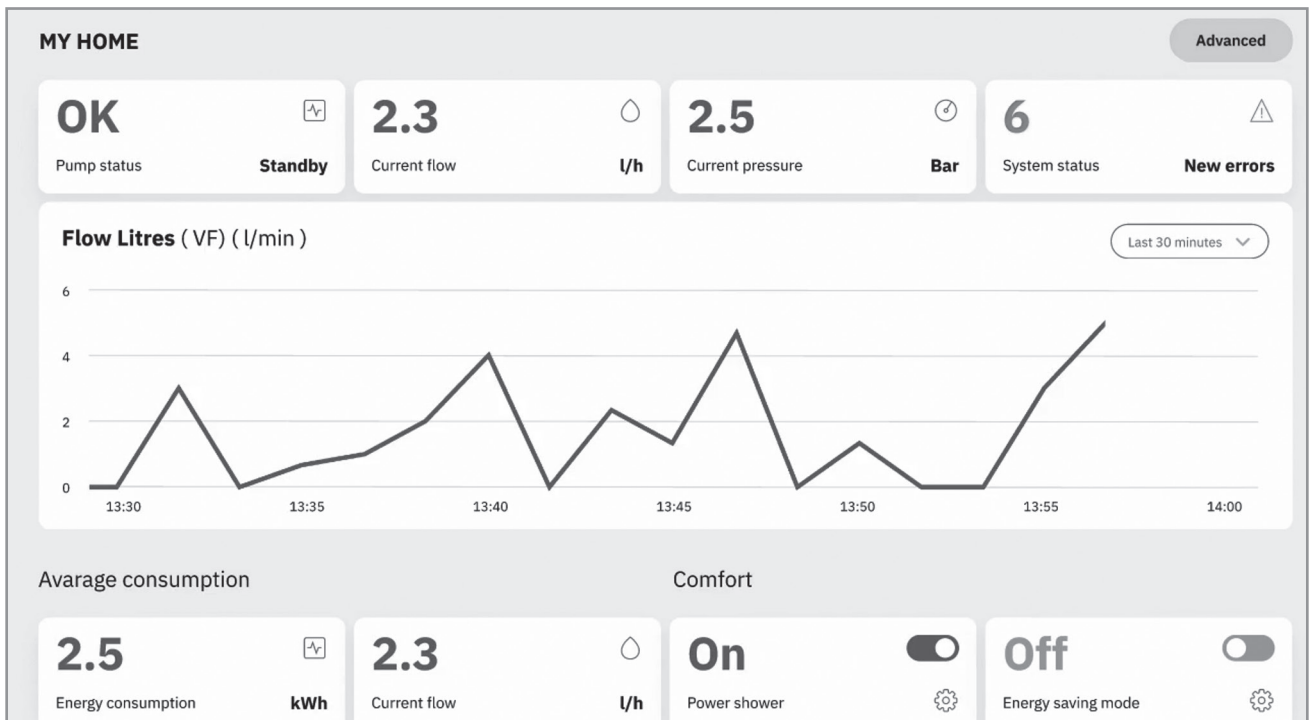 MY HOME
Advanced
OK
Pump status Standby
2.3
Current flow l/h
2.5
Current pressure Bar
6
System status New errors
Flow Litres ( VF) ( l/min )
Last 30 minutes
6
4
2
0
13:30 13:35 13:40 13:45 13:50 13:55 14:00
Avarage consumption
2.5
Energy consumption kWh
2.3
Current flow l/h
Comfort
On
Power shower
Off
Energy saving mode